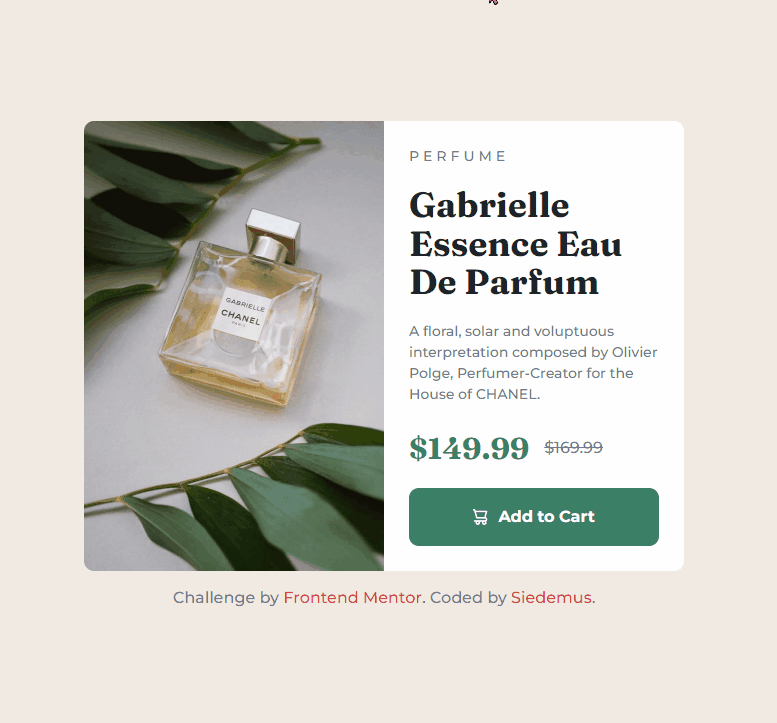 GABRIELLE
CHANEL
PARIS
PERFUME
Gabrielle
Essence Eau
De Parfum
A floral, solar and voluptuous
interpretation composed by Olivier
Polge, Perfumer-Creator for the
House of CHANEL.
$149.99 $169.99
Add to Cart
Challenge by Frontend Mentor. Coded by Siedemus.